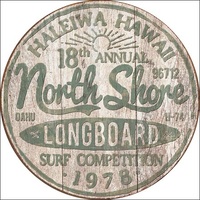 HALEIWA HAWAII
18th ANNUAL
96712
North Shore
OAHU
H-74
LONGBOARD
SURF COMPETITION
· 1978 ·